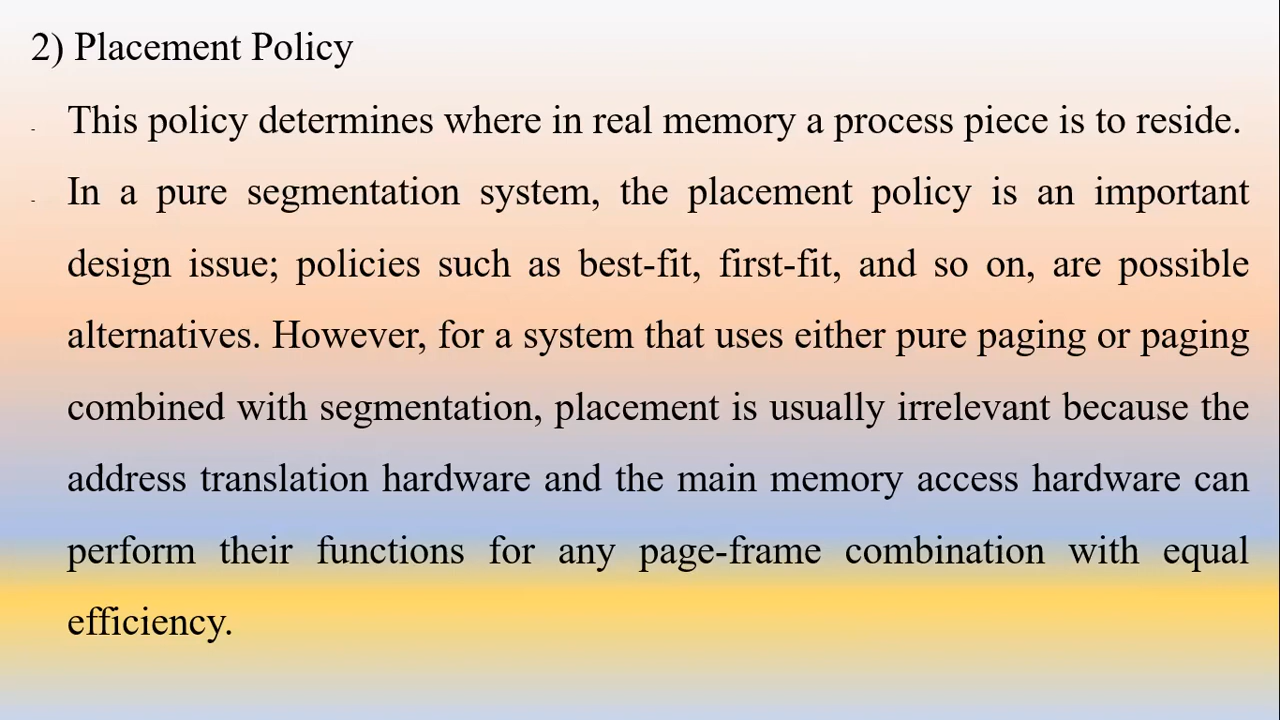 2) Placement Policy
- This policy determines where in real memory a process piece is to reside.
- In a pure segmentation system, the placement policy is an important
design issue; policies such as best-fit, first-fit, and so on, are possible
alternatives. However, for a system that uses either pure paging or paging
combined with segmentation, placement is usually irrelevant because the
address translation hardware and the main memory access hardware can
perform their functions for any page-frame combination with equal
efficiency.